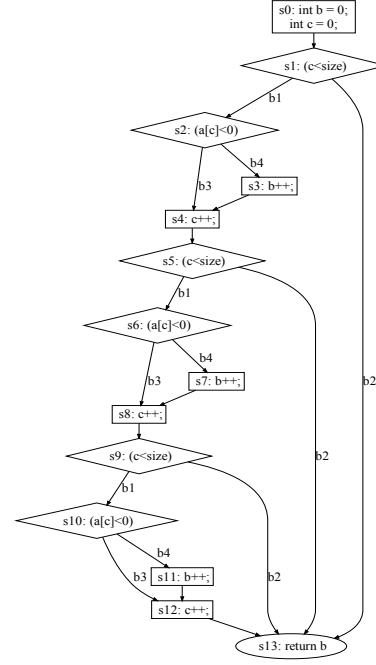 s0: int b = 0;
int c = 0;
s1: (c<size)
b1
s2: (a[c]<0)
b4
b3
s3: b++;
s4: c++;
s5: (c<size)
b1
s6: (a[c]<0)
b4
b3
b2
s7: b++;
s8: c++;
s9: (c<size)
b2
b1
s10: (a[c]<0)
b4
b3
b2
s11: b++;
s12: c++;
s13: return b